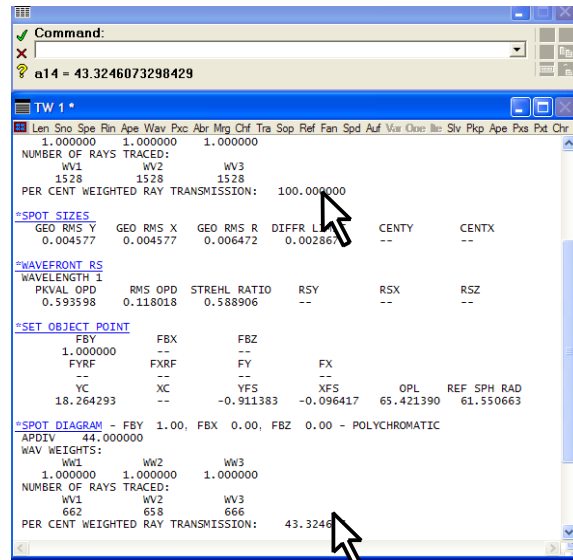 Command:
a14 = 43.3246073298429
TW 1 *
Len Sno Spe Rin Ape Wav Pxc Abr Mrg Chf Tra Sop Ref Fan Spd Auf Var Ope Slv Pkp Ape Pxs Pxt Chr
1.000000 1.000000 1.000000
NUMBER OF RAYS TRACED:
WV1 WV2 WV3
1528 1528 1528
PER CENT WEIGHTED RAY TRANSMISSION: 100.000000
*SPOT SIZES
GEO RMS Y GEO RMS X GEO RMS R DIFFR CENTY CENTX
0.004577 0.004577 0.006472 0.002867 -- --
*WAVEFRONT RS
WAVELENGTH 1
PKVAL OPD RMS OPD STREHL RATIO RSY RSX RSZ
0.593598 0.118018 0.588906 -- -- --
*SET OBJECT POINT
FBY FBX FBZ
1.000000 -- --
FYRF FXRF FY FX
-- -- -- --
YC XC YFS XFS OPL REF SPH RAD
18.264293 -- -0.911383 -0.096417 65.421390 61.550663
*SPOT DIAGRAM - FBY 1.00, FBX 0.00, FBZ 0.00 - POLYCHROMATIC
APDIV 44.000000
WAV WEIGHTS:
WW1 WW2 WW3
1.000000 1.000000 1.000000
NUMBER OF RAYS TRACED:
WV1 WV2 WV3
662 658 666
PER CENT WEIGHTED RAY TRANSMISSION: 43.324